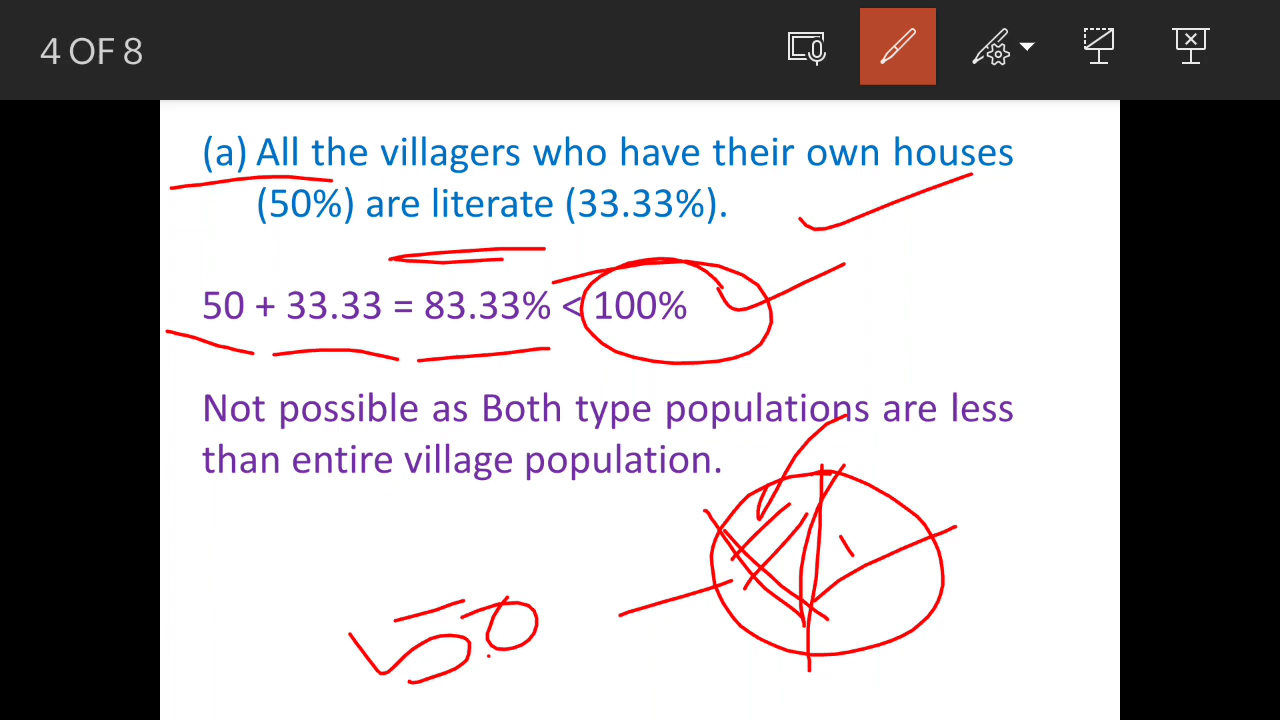 4 OF 8
(a) All the villagers who have their own houses
(50%) are literate (33.33%).
50 + 33.33 = 83.33% < 100%
Not possible as Both type populations are less
than entire village population.
50